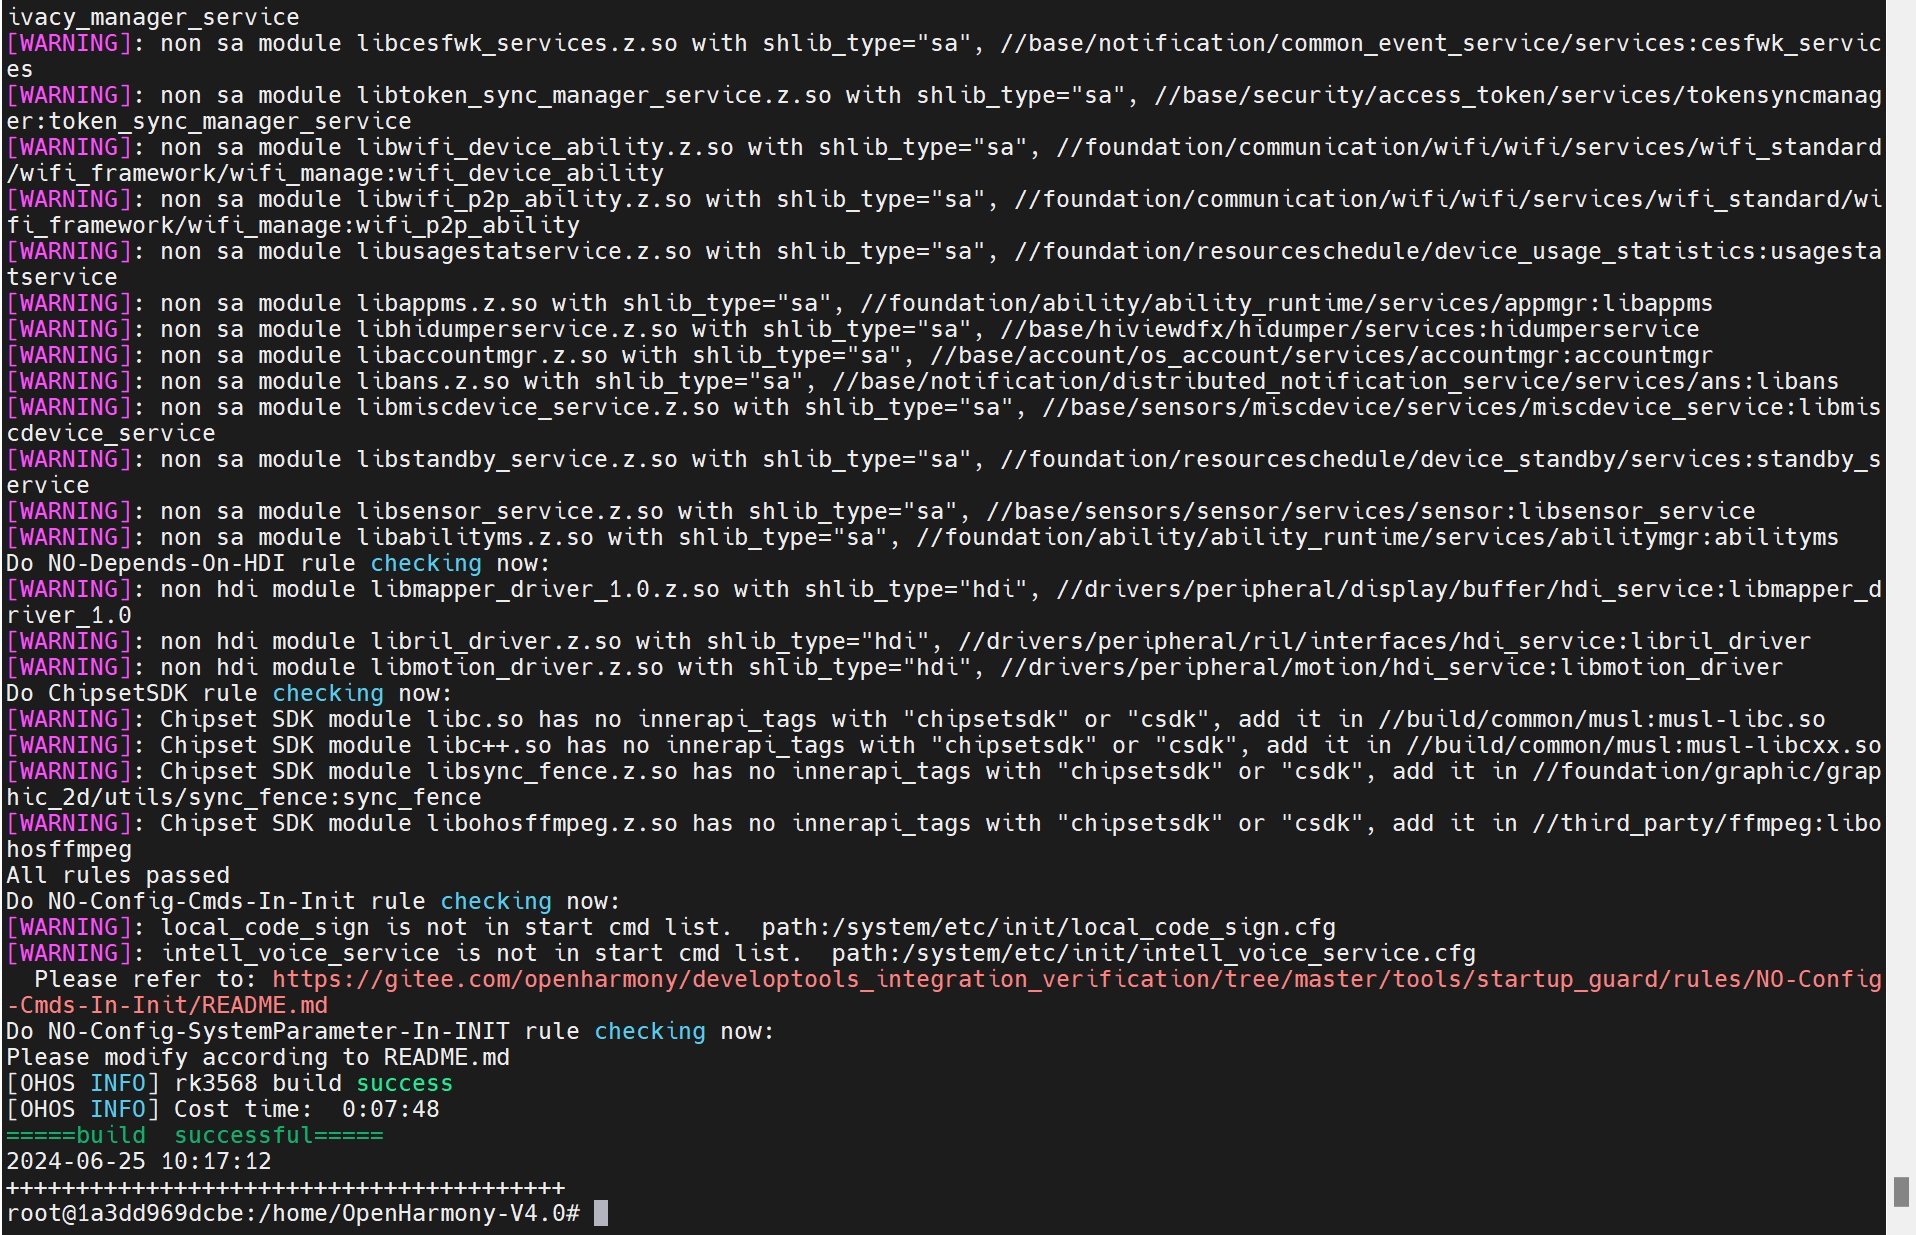 ivacy_manager_service
[WARNING]: non sa module libcesfwk_services.z.so with shlib_type="sa", //base/notification/common_event_service/services:cesfwk_servic
es
[WARNING]: non sa module libtoken_sync_manager_service.z.so with shlib_type="sa", //base/security/access_token/services/tokensyncmanag
er:token_sync_manager_service
[WARNING]: non sa module libwifi_device_ability.z.so with shlib_type="sa", //foundation/communication/wifi/wifi/services/wifi_standard
/wifi_framework/wifi_manage:wifi_device_ability
[WARNING]: non sa module libwifi_p2p_ability.z.so with shlib_type="sa", //foundation/communication/wifi/wifi/services/wifi_standard/wi
fi_framework/wifi_manage:wifi_p2p_ability
[WARNING]: non sa module libusagestatservice.z.so with shlib_type="sa", //foundation/resourceschedule/device_usage_statistics:usagesta
tservice
[WARNING]: non sa module libappms.z.so with shlib_type="sa", //foundation/ability/ability_runtime/services/appmgr:libappms
[WARNING]: non sa module libhidumperservice.z.so with shlib_type="sa", //base/hiviewdfx/hidumper/services:hidumperservice
[WARNING]: non sa module libaccountmgr.z.so with shlib_type="sa", //base/account/os_account/services/accountmgr:accountmgr
[WARNING]: non sa module libans.z.so with shlib_type="sa", //base/notification/distributed_notification_service/services/ans:libans
[WARNING]: non sa module libmiscdevice_service.z.so with shlib_type="sa", //base/sensors/miscdevice/services/miscdevice_service:libmis
cdevice_service
[WARNING]: non sa module libstandby_service.z.so with shlib_type="sa", //foundation/resourceschedule/device_standby/services:standby_s
ervice
[WARNING]: non sa module libsensor_service.z.so with shlib_type="sa", //base/sensors/sensor/services/sensor:libsensor_service
[WARNING]: non sa module libabilityms.z.so with shlib_type="sa", //foundation/ability/ability_runtime/services/abilitymgr:abilityms
Do NO-Depends-On-HDI rule checking now:
[WARNING]: non hdi module libmapper_driver_1.0.z.so with shlib_type="hdi", //drivers/peripheral/display/buffer/hdi_service:libmapper_d
river_1.0
[WARNING]: non hdi module libril_driver.z.so with shlib_type="hdi", //drivers/peripheral/ril/interfaces/hdi_service:libril_driver
[WARNING]: non hdi module libmotion_driver.z.so with shlib_type="hdi", //drivers/peripheral/motion/hdi_service:libmotion_driver
Do ChipsetSDK rule checking now:
[WARNING]: Chipset SDK module libc.so has no innerapi_tags with "chipsetsdk" or "csdk", add it in //build/common/musl:musl-libc.so
[WARNING]: Chipset SDK module libc++.so has no innerapi_tags with "chipsetsdk" or "csdk", add it in //build/common/musl:musl-libcxx.so
[WARNING]: Chipset SDK module libsync_fence.z.so has no innerapi_tags with "chipsetsdk" or "csdk", add it in //foundation/graphic/grap
hic_2d/utils/sync_fence:sync_fence
[WARNING]: Chipset SDK module libohosffmpeg.z.so has no innerapi_tags with "chipsetsdk" or "csdk", add it in //third_party/ffmpeg:libo
hosffmpeg
All rules passed
Do NO-Config-Cmds-In-Init rule checking now:
[WARNING]: local_code_sign is not in start cmd list.  path:/system/etc/init/local_code_sign.cfg
[WARNING]: intell_voice_service is not in start cmd list.  path:/system/etc/init/intell_voice_service.cfg
  Please refer to: https://gitee.com/openharmony/developtools_integration_verification/tree/master/tools/startup_guard/rules/NO-Config
-Cmds-In-Init/README.md
Do NO-Config-SystemParameter-In-INIT rule checking now:
Please modify according to README.md
[OHOS INFO] rk3568 build success
[OHOS INFO] Cost time:  0:07:48
=====build  successful=====
2024-06-25 10:17:12
++++++++++++++++++++++++++++++++++++++++
root@1a3dd969dcbe:/home/OpenHarmony-V4.0#